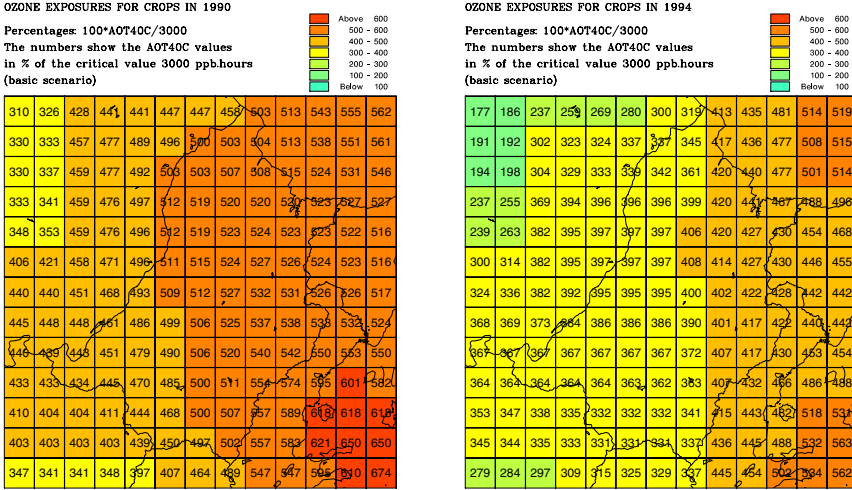 OZONE EXPOSURES FOR CROPS IN 1990
Percentages: 100*AOT40C/3000
The numbers show the AOT40C values
in % of the critical value 3000 ppb.hours
(basic scenario)
Above 600
500 - 600
400 - 500
300 - 400
200 - 300
100 - 200
Below 100
310 326 428 441 441 447 447 458 503 513 543 555 562
330 333 457 477 489 496 500 503 504 513 538 551 561
330 337 459 476 492 503 503 507 508 515 524 531 546
333 341 459 476 497 512 519 520 520 520 523 527 527
348 353 459 476 496 512 519 523 524 523 523 522 516
406 421 458 471 496 511 515 524 527 526 524 523 516
440 440 451 468 493 509 512 527 532 531 526 526 517
445 448 448 461 486 499 506 525 537 538 532 524
439 443 451 479 490 506 520 540 542 550 553 550
433 433 434 445 470 485 500 511 554 574 595 601 582
410 404 404 411 444 468 500 507 557 589 618 618 618
403 403 403 403 439 450 497 502 557 583 621 650 650
347 341 341 348 397 407 464 489 547 547 595 610 674
OZONE EXPOSURES FOR CROPS IN 1994
Percentages: 100*AOT40C/3000
The numbers show the AOT40C values
in % of the critical value 3000 ppb.hours
(basic scenario)
Above 600
500 - 600
400 - 500
300 - 400
200 - 300
100 - 200
Below 100
177 186 237 259 269 280 300 319 413 435 481 514 519
191 192 302 323 324 337 337 345 417 436 477 508 515
194 198 304 329 333 339 342 361 420 440 477 501 514
237 255 369 394 396 396 396 399 420 441 467 488 496
239 263 382 395 397 397 397 406 420 427 430 454 468
300 314 382 395 397 397 397 408 414 427 430 446 455
324 336 382 392 395 395 395 400 402 422 428 442 442
368 369 373 384 386 386 386 390 401 417 422 440 442
367 367 367 367 367 367 367 372 407 417 430 453 454
364 364 364 364 364 363 362 363 407 432 466 486 488
353 347 338 335 332 332 332 341 415 443 482 518 531
345 344 333 335 331 331 331 337 436 445 488 532 563
279 284 297 309 315 325 329 337 445 454 502 534 562